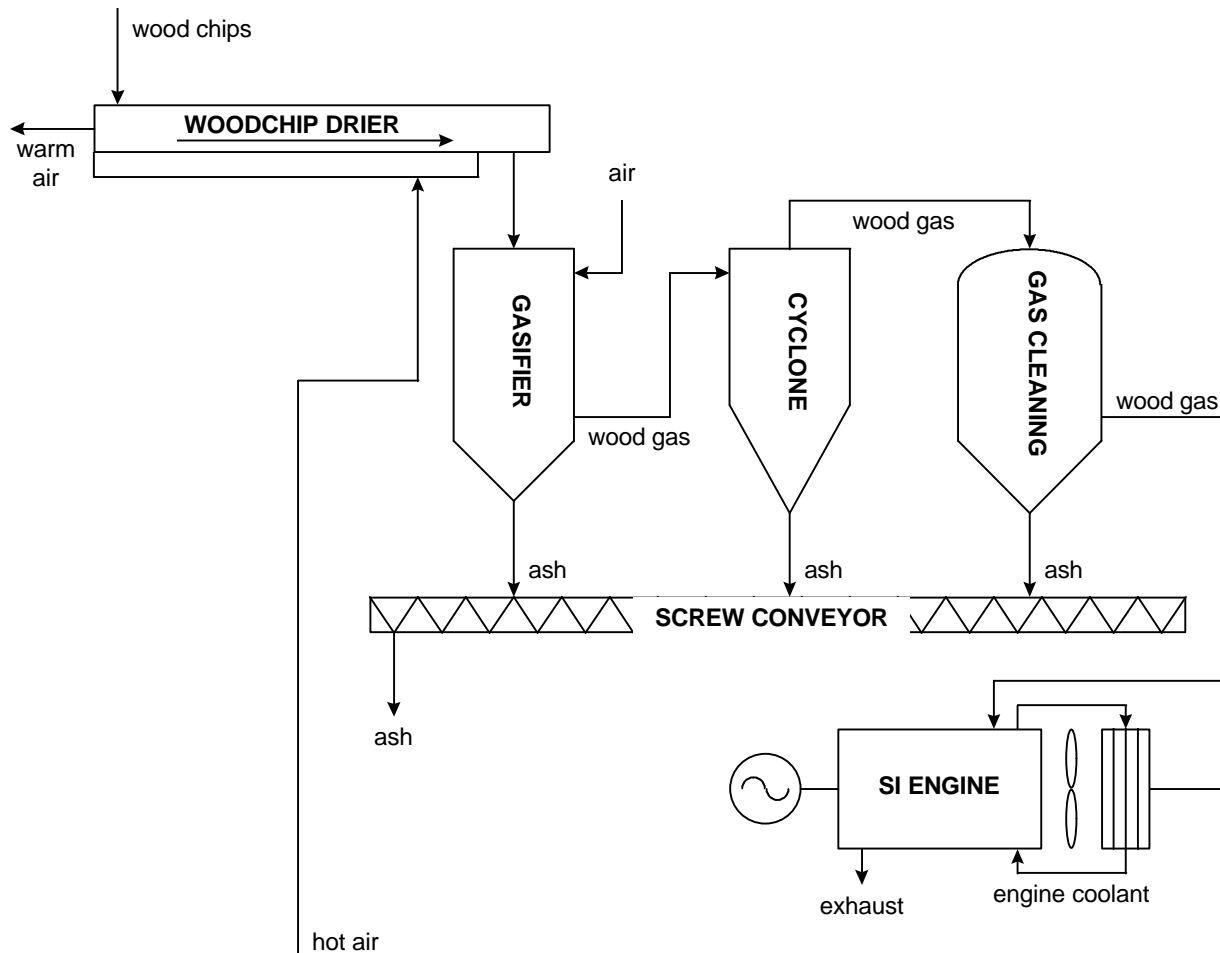 wood chips
WOODCHIP DRIER
warm
air
air
wood gas
GASIFIER
CYCLONE
GAS CLEANING
wood gas
wood gas
ash
ash
ash
SCREW CONVEYOR
ash
SI ENGINE
exhaust
engine coolant
hot air